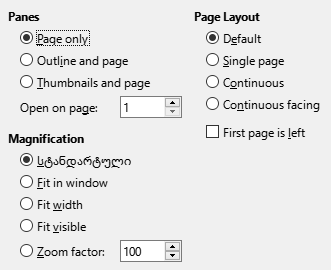 Panes
Page only
Outline and page
Thumbnails and page
Open on page: 1
Magnification
სტანდარტული
Fit in window
Fit width
Fit visible
Zoom factor: 100
Page Layout
Default
Single page
Continuous
Continuous facing
First page is left